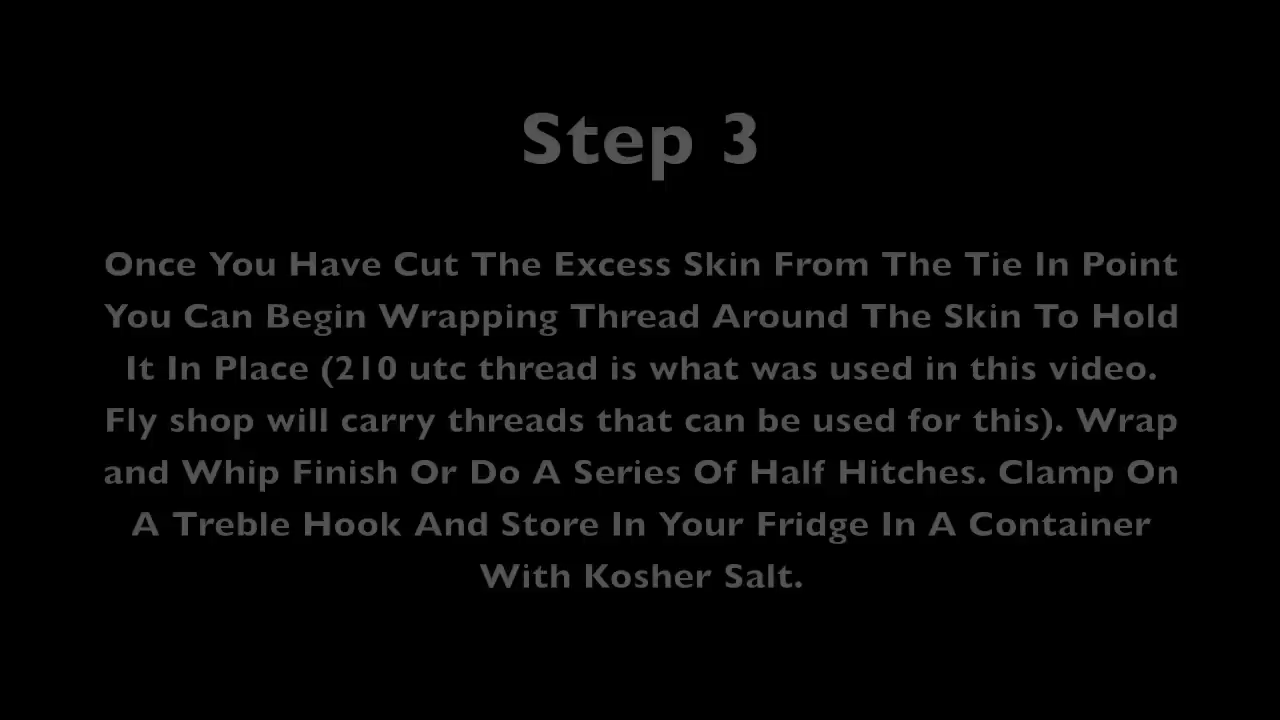 Step 3
Once You Have Cut The Excess Skin From The Tie In Point
You Can Begin Wrapping Thread Around The Skin To Hold
It In Place (210 utc thread is what was used in this video.
Fly shop will carry threads that can be used for this). Wrap
and Whip Finish Or Do A Series Of Half Hitches. Clamp On
A Treble Hook And Store In Your Fridge In A Container
With Kosher Salt.